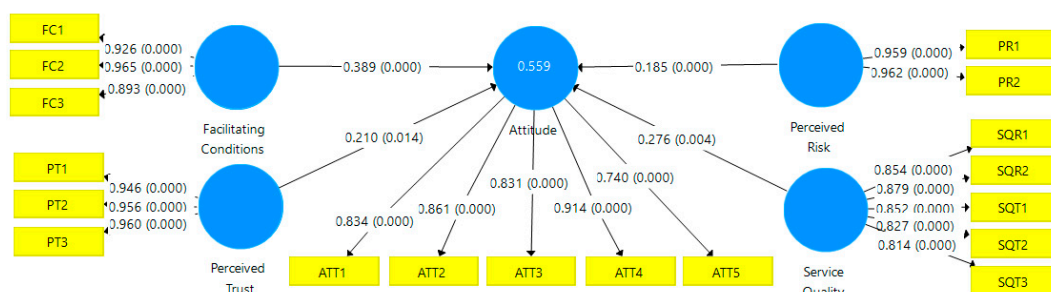 FC1
FC2
FC3
0.926 (0.000)
0.965 (0.000)
0.893 (0.000)
Facilitating
Conditions
0.389 (0.000)
0.559
Attitude
0.185 (0.000)
Perceived
Risk
0.959 (0.000)
0.962 (0.000)
PR1
PR2
PT1
PT2
PT3
0.946 (0.000)
0.956 (0.000)
0.960 (0.000)
Perceived
Trust
0.210 (0.014)
0.276 (0.004)
0.834 (0.000)
0.861 (0.000)
0.831 (0.000)
0.914 (0.000)
0.740 (0.000)
ATT1
ATT2
ATT3
ATT4
ATT5
Service
Quality
0.854 (0.000)
0.879 (0.000)
0.852 (0.000)
0.827 (0.000)
0.814 (0.000)
SQR1
SQR2
SQT1
SQT2
SQT3